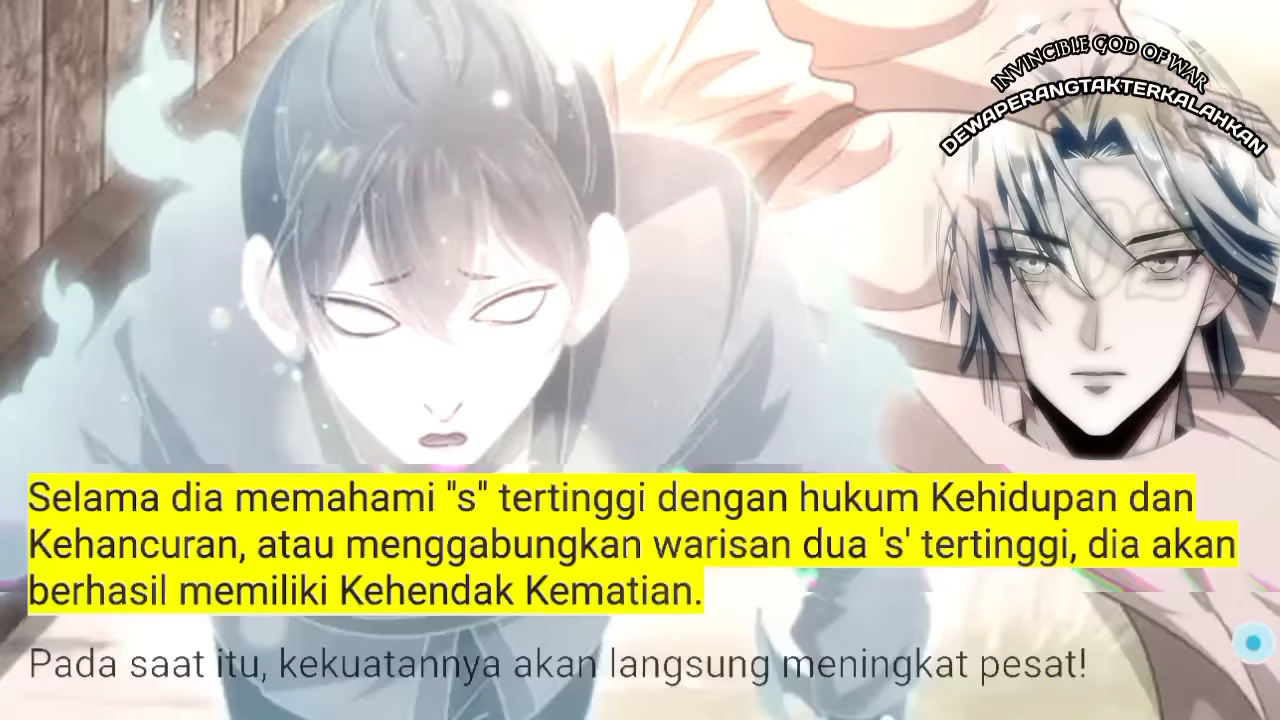 INVINCIBLE GOD OF WAR
DEWAPERANGTAKTERKALAHKAN
Selama dia memahami "s" tertinggi dengan hukum Kehidupan dan
Kehancuran, atau menggabungkan warisan dua 's' tertinggi, dia akan
berhasil memiliki Kehendak Kematian.
Pada saat itu, kekuatannya akan langsung meningkat pesat!